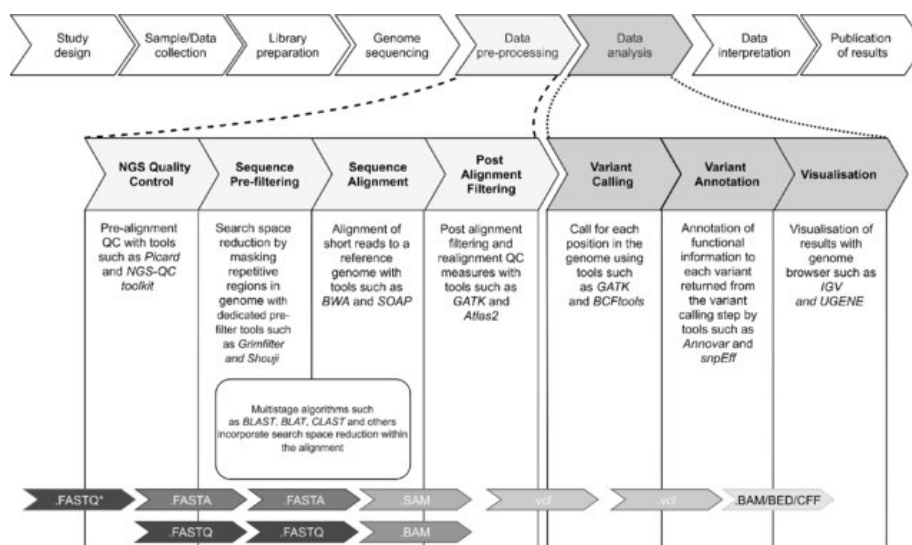 Study
design
Sample/Data
collection
Library
preparation
Genome
sequencing
Data
pre-processing
Data
analysis
Data
interpretation
Publication
of results
NGS Quality
Control
Sequence
Pre-filtering
Sequence
Alignment
Post
Alignment
Filtering
Variant
Calling
Variant
Annotation
Visualisation
Pre-alignment
QC with tools
such as Picard
and NGS-QC
toolkit
Search space
reduction by
masking
repetitive
regions in
genome with
dedicated pre-
filter tools such
as Grimfilter
and Shouji
Alignment of
short reads to a
reference
genome with
tools such as
BWA and SOAP
Post alignment
filtering and
realignment QC
measures with
tools such as
GATK and
Atlas2
Call for each
position in the
genome using
tools such
as GATK
and BCFtools
Annotation of
functional
information to
each variant
returned from
the variant
calling step by
tools such as
Annovar and
snpEff
Visualisation of
results with
genome
browser such as
IGV
and UGENE
Multistage algorithms such
as BLAST, BLAT, CLAST and others
incorporate search space reduction within
the alignment
.FASTQ*
.FASTA
.FASTA
.SAM
.vcf
.vcf
.BAM/BED/CFF
.FASTQ
.FASTQ
.BAM